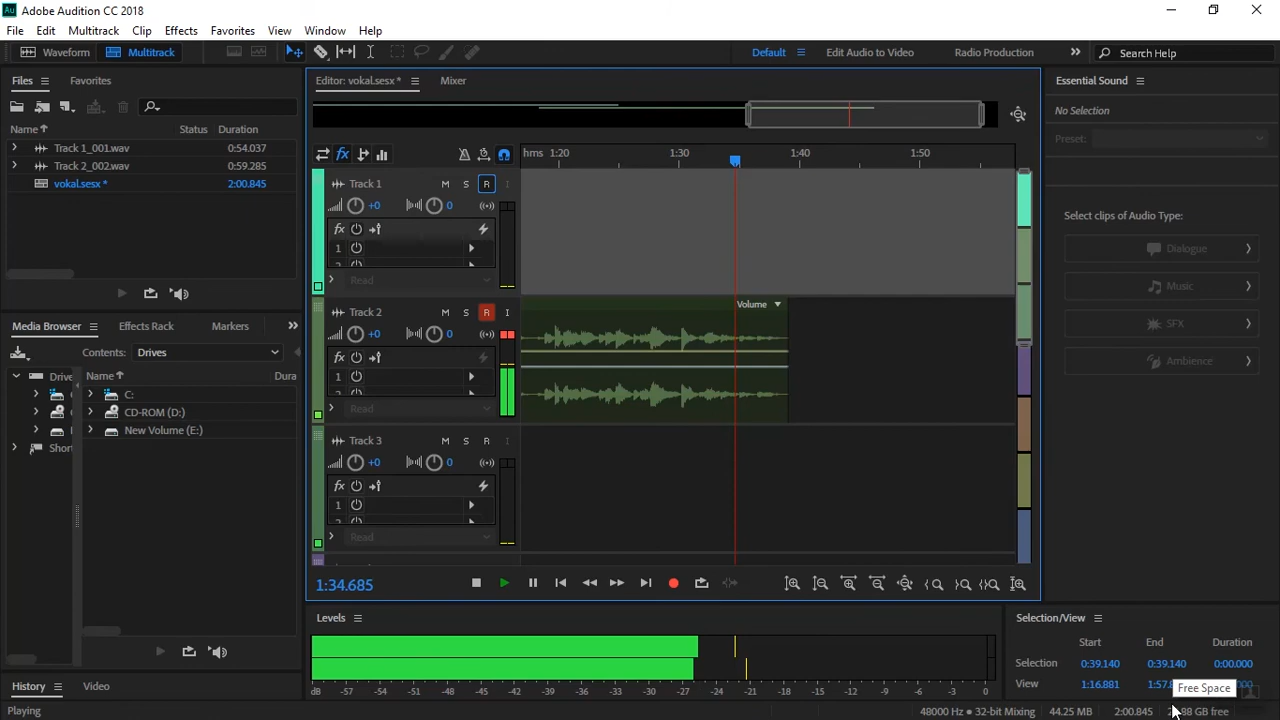 Au Adobe Audition CC 2018
File Edit Multitrack Clip Effects Favorites View Window Help
Waveform Multitrack Default Edit Audio to Video Radio Production Search Help
Files Favorites
Name Status Duration
Track 1_001.wav 0:54.037
Track 2_002.wav 0:59.285
vokal.sesx * 2:00.845
Media Browser Effects Rack Markers
Contents: Drives
Drive Name Dura
C:
CD-ROM (D:)
New Volume (E:)
Short
History Video
Playing
Editor: vokal.sesx * Mixer
hms 1:20 1:30 1:40 1:50
Track 1 M S R I
+0 0
fx
1
Read
Track 2 M S R I
+0 0
fx
1
Read
Volume
Track 3 M S R I
+0 0
fx
1
Read
1:34.685
Levels
dB -57 -54 -51 -48 -45 -42 -39 -36 -33 -30 -27 -24 -21 -18 -15 -12 -9 -6 -3 0
Essential Sound
No Selection
Preset:
Select clips of Audio Type:
Dialogue
Music
SFX
Ambience
Selection/View
Start End Duration
Selection 0:39.140 0:39.140 0:00.000
View 1:16.881
Free Space
48000 Hz • 32-bit Mixing 44.25 MB 2:00.845 GB free